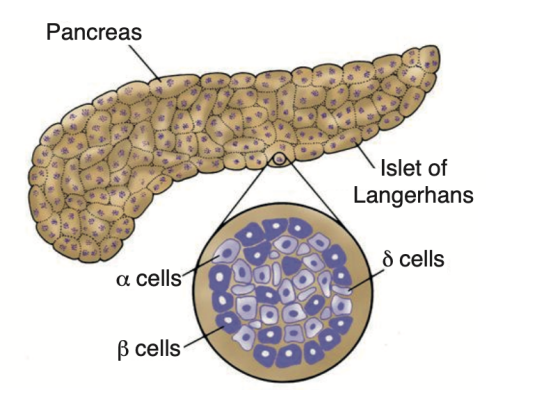 Pancreas
Islet of
Langerhans
α cells
δ cells
β cells